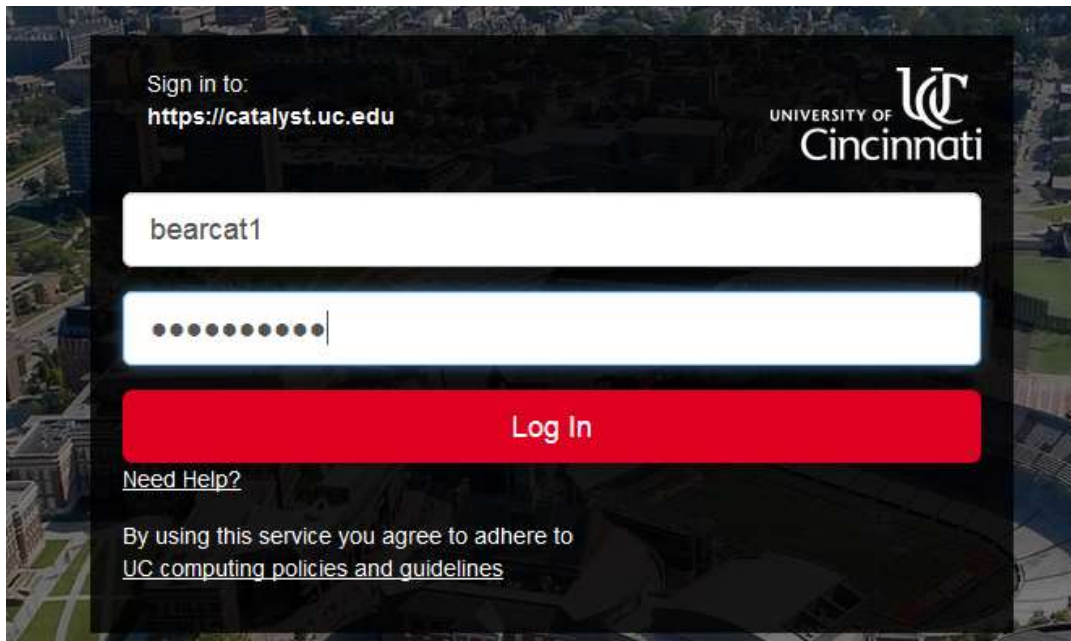 Sign in to:
https://catalyst.uc.edu
UC
UNIVERSITY OF
Cincinnati
bearcat1
●●●●●●●●●●
Log In
Need Help?
By using this service you agree to adhere to
UC computing policies and guidelines